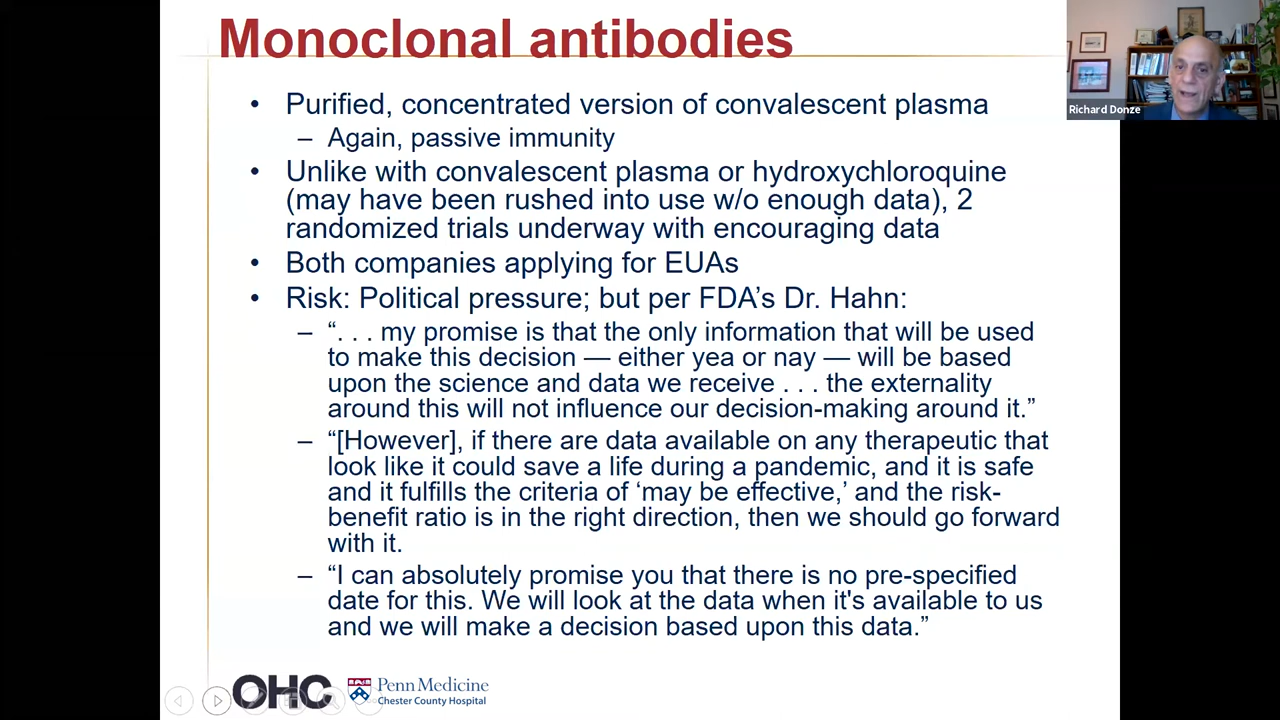 Monoclonal antibodies
Richard Donze
• Purified, concentrated version of convalescent plasma
– Again, passive immunity
• Unlike with convalescent plasma or hydroxychloroquine
(may have been rushed into use w/o enough data), 2
randomized trials underway with encouraging data
• Both companies applying for EUAs
• Risk: Political pressure; but per FDA’s Dr. Hahn:
– “. . . my promise is that the only information that will be used
to make this decision — either yea or nay — will be based
upon the science and data we receive . . . the externality
around this will not influence our decision-making around it.”
– “[However], if there are data available on any therapeutic that
look like it could save a life during a pandemic, and it is safe
and it fulfills the criteria of ‘may be effective,’ and the risk-
benefit ratio is in the right direction, then we should go forward
with it.
– “I can absolutely promise you that there is no pre-specified
date for this. We will look at the data when it's available to us
and we will make a decision based upon this data.”
OHC
Penn Medicine
Chester County Hospital